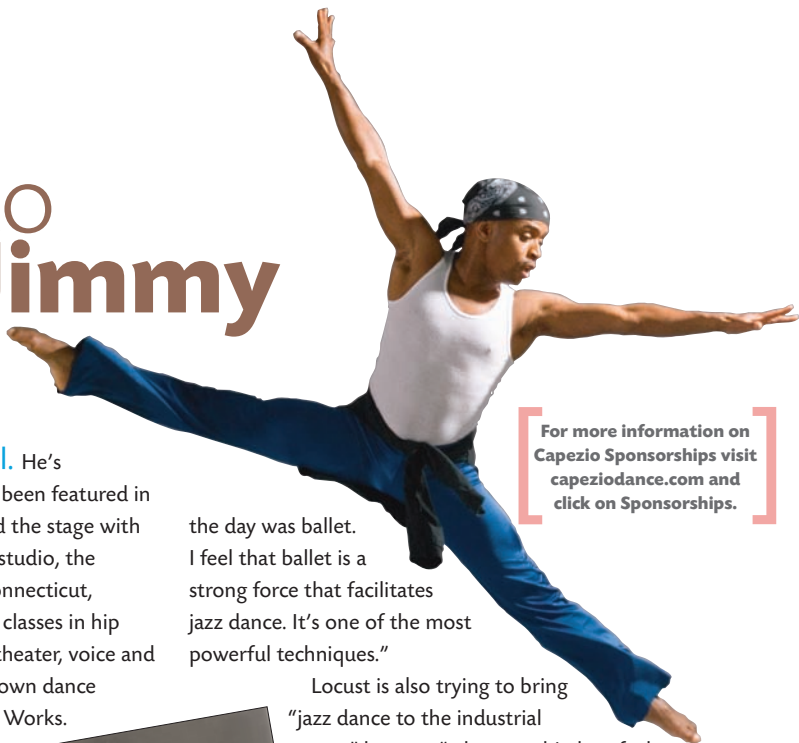 O
Jimmy
l. He's
been featured in
d the stage with
studio, the
onnecticut,
classes in hip
theater, voice and
own dance
Works.
the day was ballet.
I feel that ballet is a
strong force that facilitates
jazz dance. It's one of the most
powerful techniques."
Locust is also trying to bring
"jazz dance to the industrial
For more information on
Capezio Sponsorships visit
capeziodance.com and
click on Sponsorships.